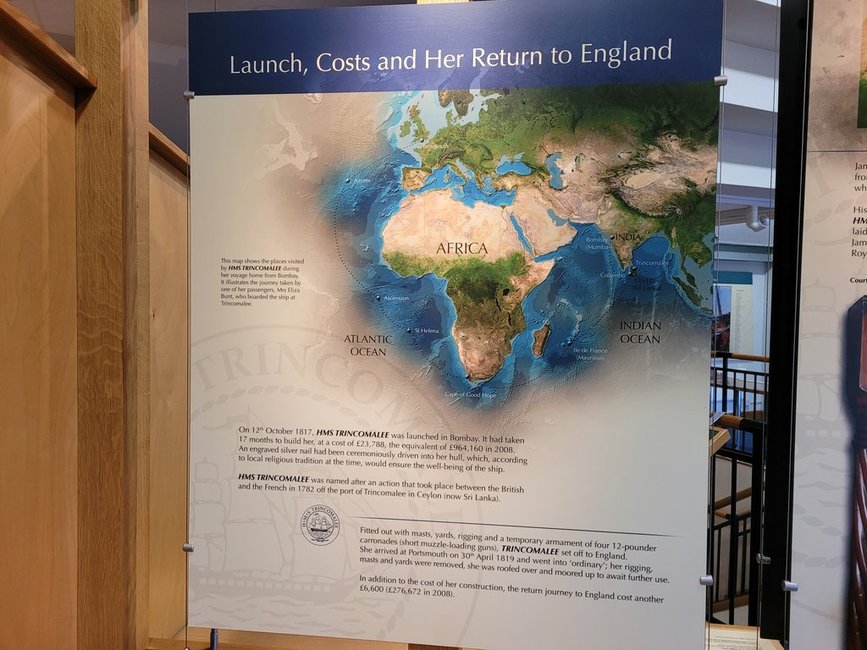 Launch, Costs and Her Return to England
Portsmouth
Azores
AFRICA
INDIA
Bombay
(Mumbai)
Trincomalee
Colombo
This map shows the places visited
by HMS TRINCOMALEE during
her voyage home from Bombay.
It illustrates the journey taken by
one of her passengers, Mrs Eliza
Bunt, who boarded the ship at
Trincomalee.
Ascension
St Helena
ATLANTIC
OCEAN
INDIAN
OCEAN
Ile de France
(Mauritius)
Cape of Good Hope
On 12th October 1817, HMS TRINCOMALEE was launched in Bombay. It had taken
17 months to build her, at a cost of £23,788, the equivalent of £964,160 in 2008.
An engraved silver nail had been ceremoniously driven into her hull, which, according
to local religious tradition at the time, would ensure the well-being of the ship.
HMS TRINCOMALEE was named after an action that took place between the British
and the French in 1782 off the port of Trincomalee in Ceylon (now Sri Lanka).
Fitted out with masts, yards, rigging and a temporary armament of four 12-pounder
carronades (short muzzle-loading guns), TRINCOMALEE set off to England.
She arrived at Portsmouth on 30th April 1819 and went into 'ordinary'; her rigging,
masts and yards were removed, she was roofed over and moored up to await further use.
In addition to the cost of her construction, the return journey to England cost another
£6,600 (£276,672 in 2008).